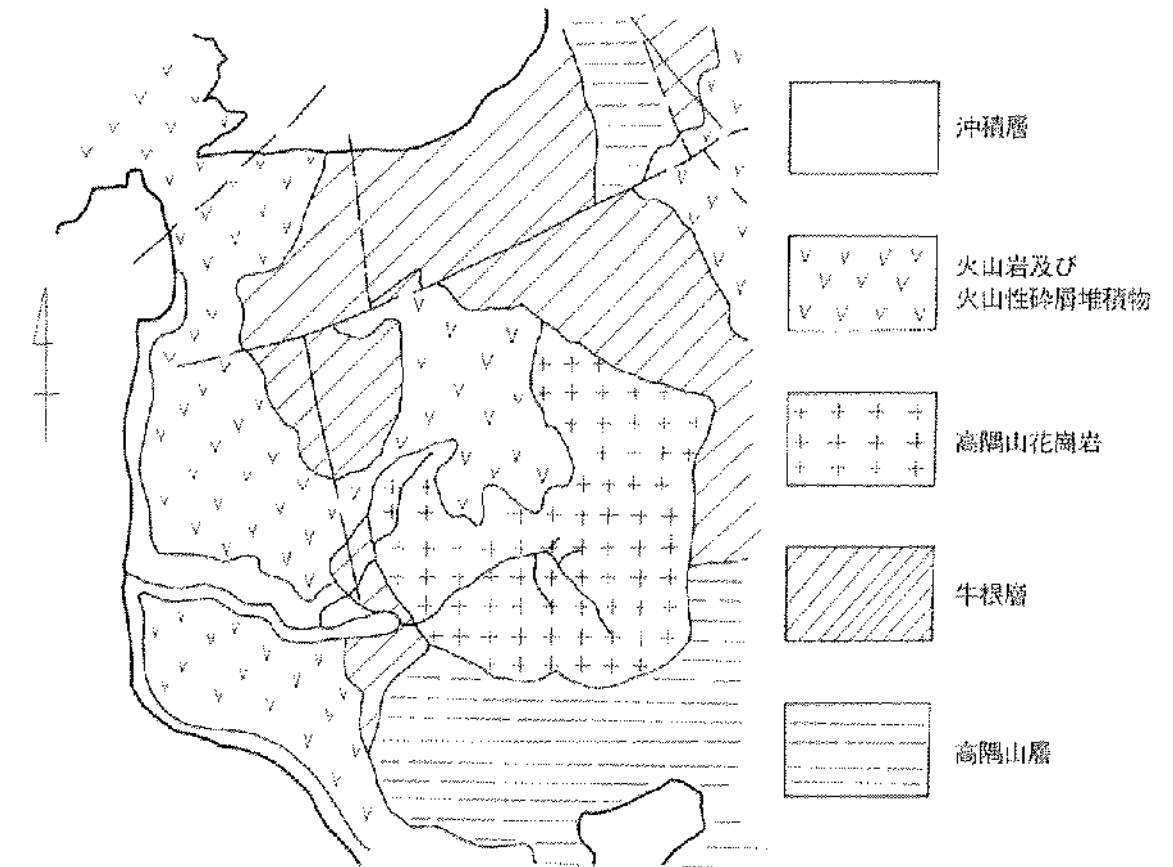 沖積層
火山岩及び
火山性砕屑堆積物
高隅山花崗岩
牛根層
高隅山層